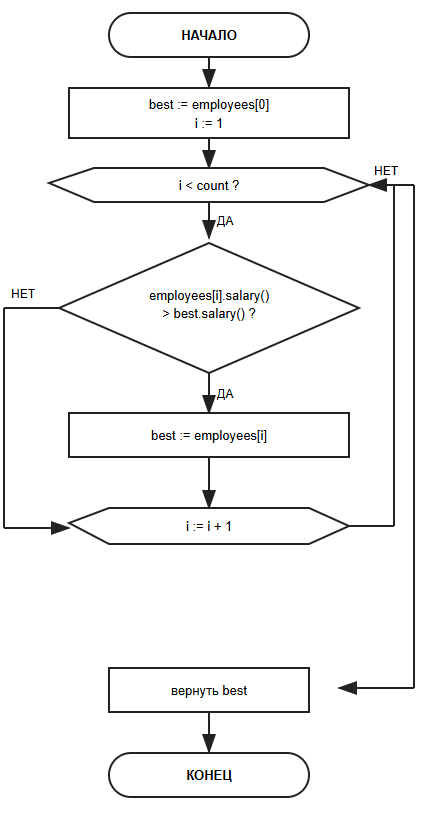 НАЧАЛО
best := employees[0]
i := 1
НЕТ
i < count ?
ДА
НЕТ
employees[i].salary()
> best.salary() ?
ДА
best := employees[i]
i := i + 1
вернуть best
КОНЕЦ